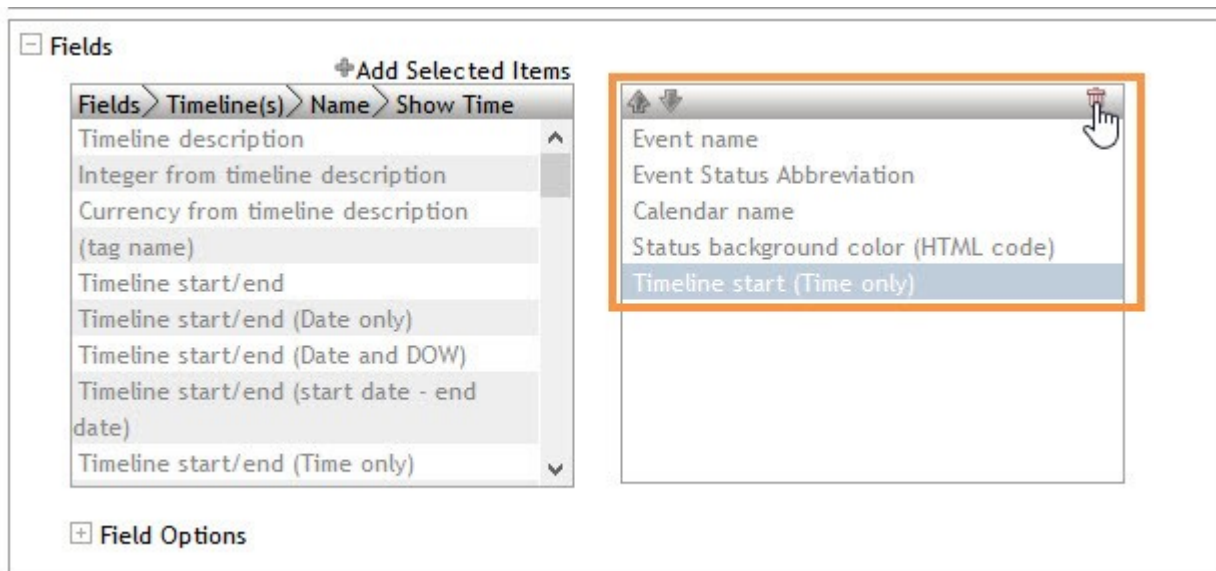 Fields
Add Selected Items
Fields Timeline(s) Name Show Time
Timeline description
Integer from timeline description
Currency from timeline description
(tag name)
Timeline start/end
Timeline start/end (Date only)
Timeline start/end (Date and DOW)
Timeline start/end (start date - end
date)
Timeline start/end (Time only)
Event name
Event Status Abbreviation
Calendar name
Status background color (HTML code)
Timeline start (Time only)
Field Options